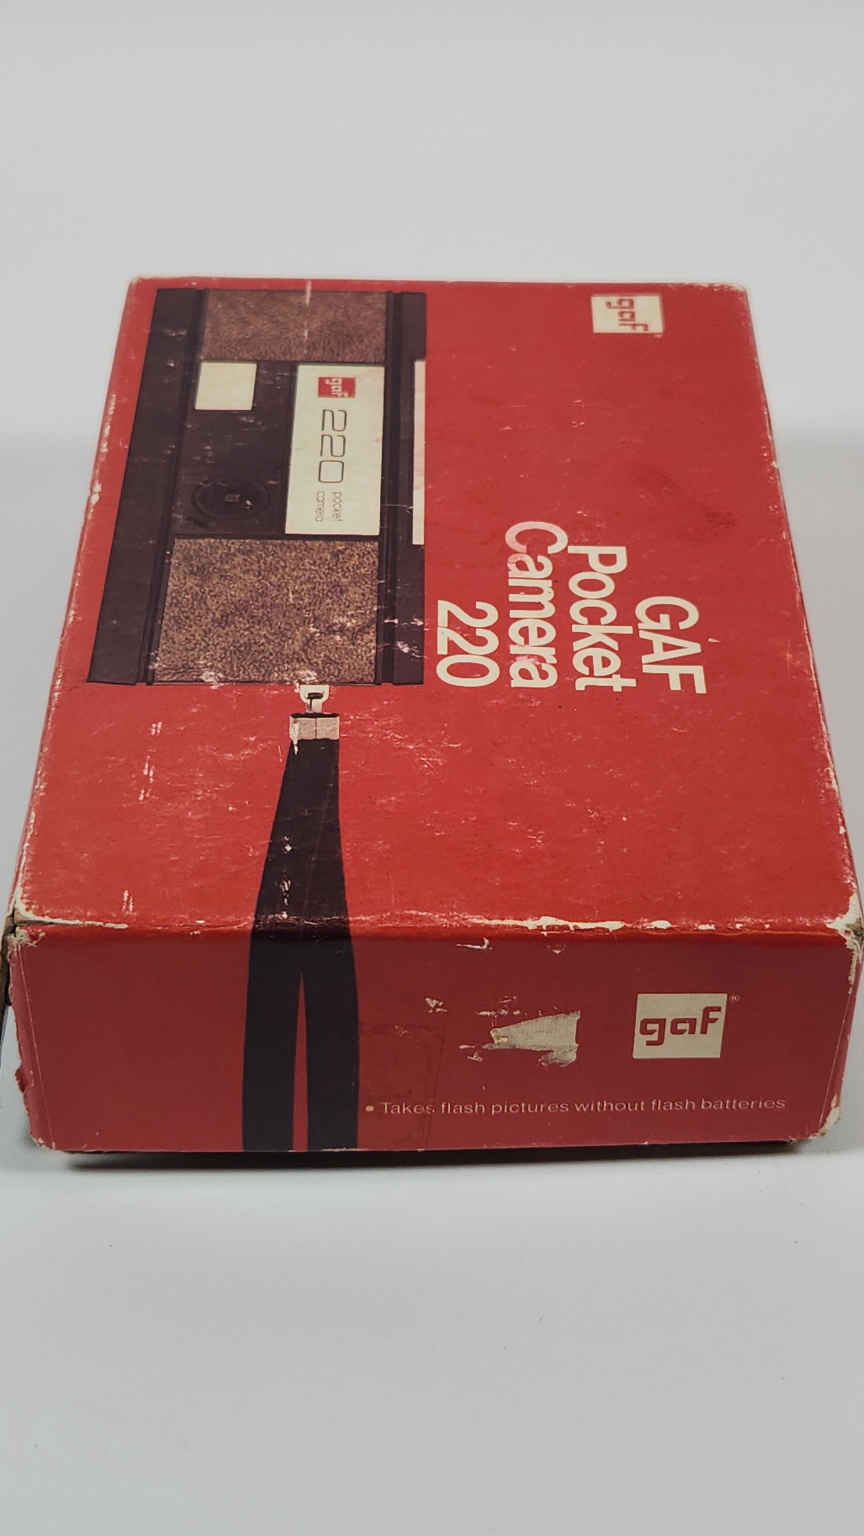 gaf
GAF
Pocket
Camera
220
gaf
220
pocket
camera
gaf®
• Takes flash pictures without flash batteries